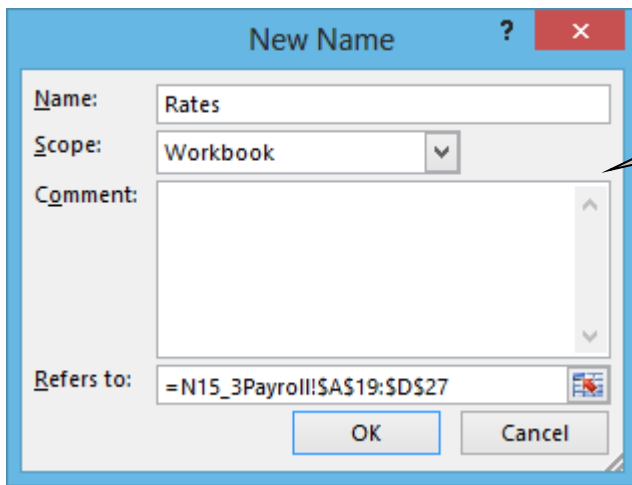 New Name ?
Name: Rates
Scope: Workbook
Comment:
Refers to: =N15_3Payroll!$A$19:$D$27
OK Cancel